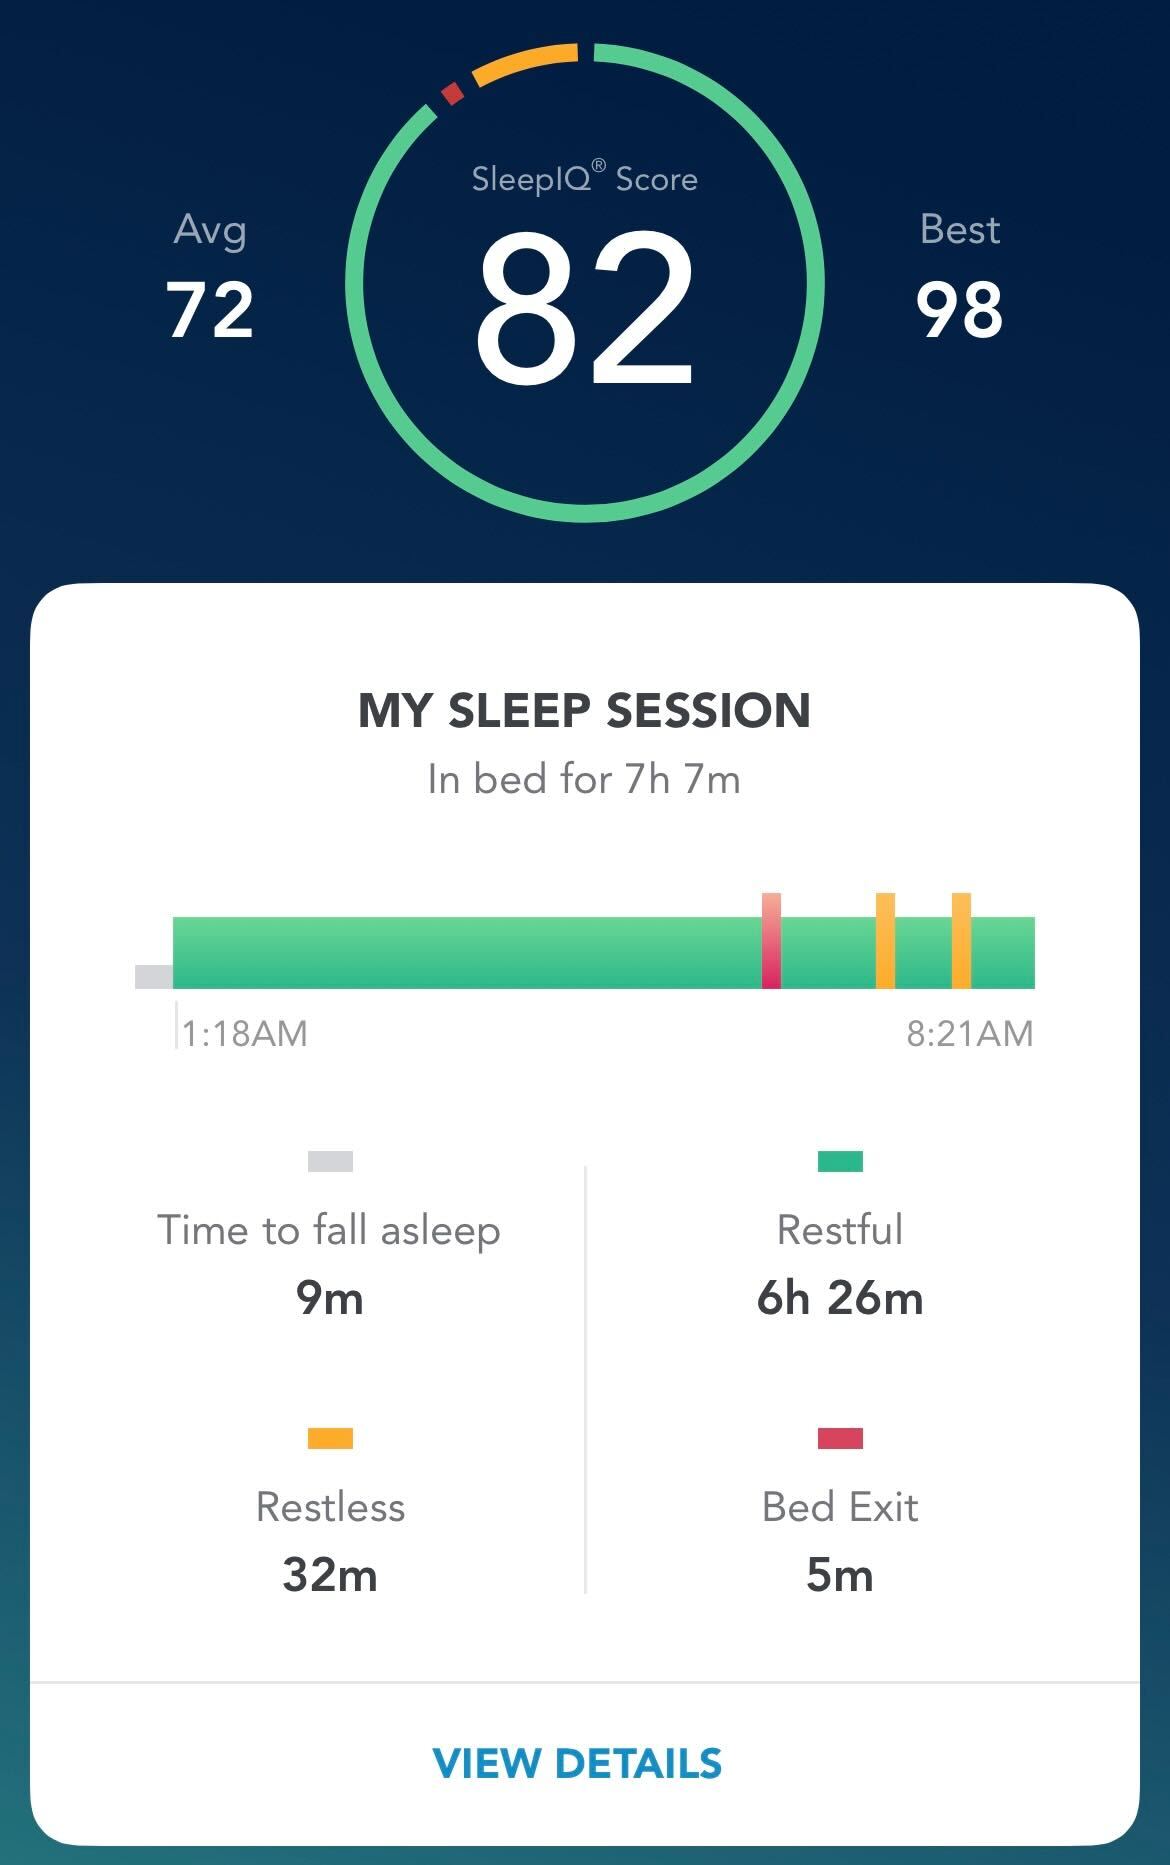 SleepIQ® Score
Avg
72
82
Best
98
MY SLEEP SESSION
In bed for 7h 7m
1:18AM
8:21AM
Time to fall asleep
9m
Restful
6h 26m
Restless
32m
Bed Exit
5m
VIEW DETAILS